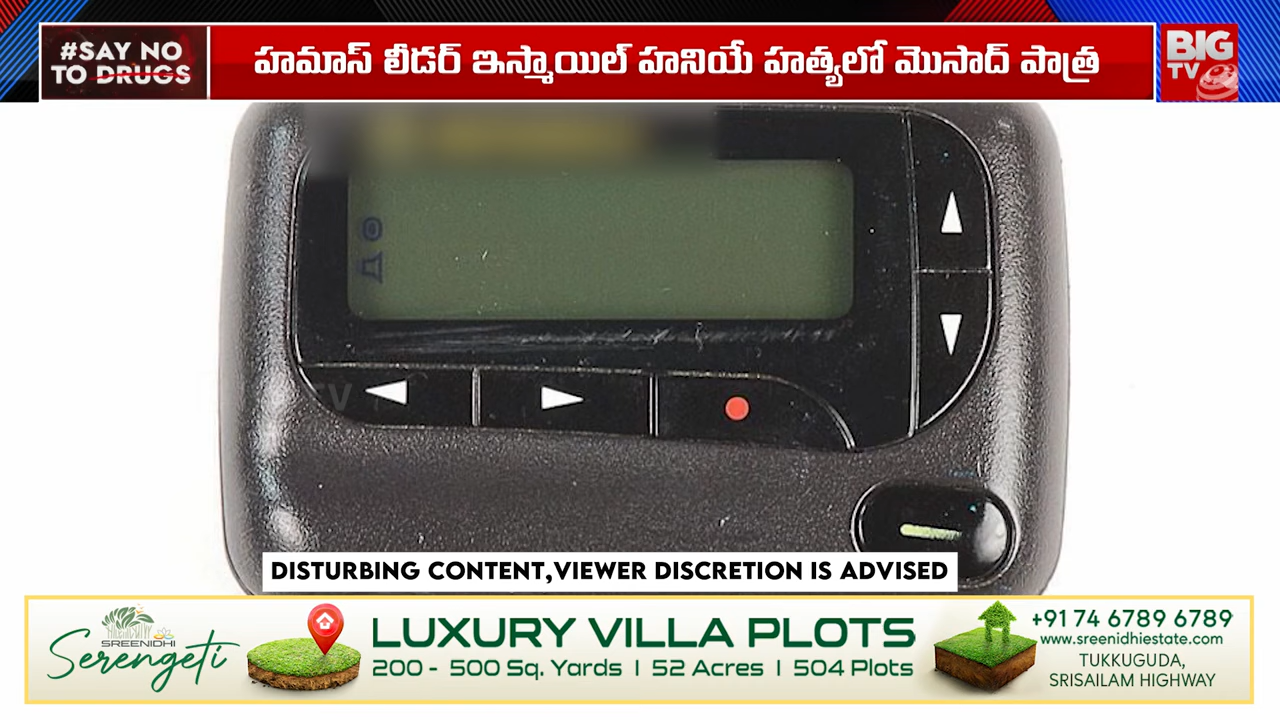 #SAY NO
TO DRUGS
హమాస్ లీడర్ ఇస్మాయిల్ హనియే హత్యలో మొసాద్ పాత్ర
BIG
TV
TV
DISTURBING CONTENT,VIEWER DISCRETION IS ADVISED
SREENIDHI
Serengeti
LUXURY VILLA PLOTS
200 - 500 Sq. Yards I 52 Acres I 504 Plots
+91 74 6789 6789
www.sreenidhiestate.com
TUKKUGUDA,
SRISAILAM HIGHWAY